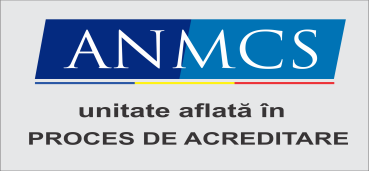 ANMCS
unitate aflată în
PROCES DE ACREDITARE